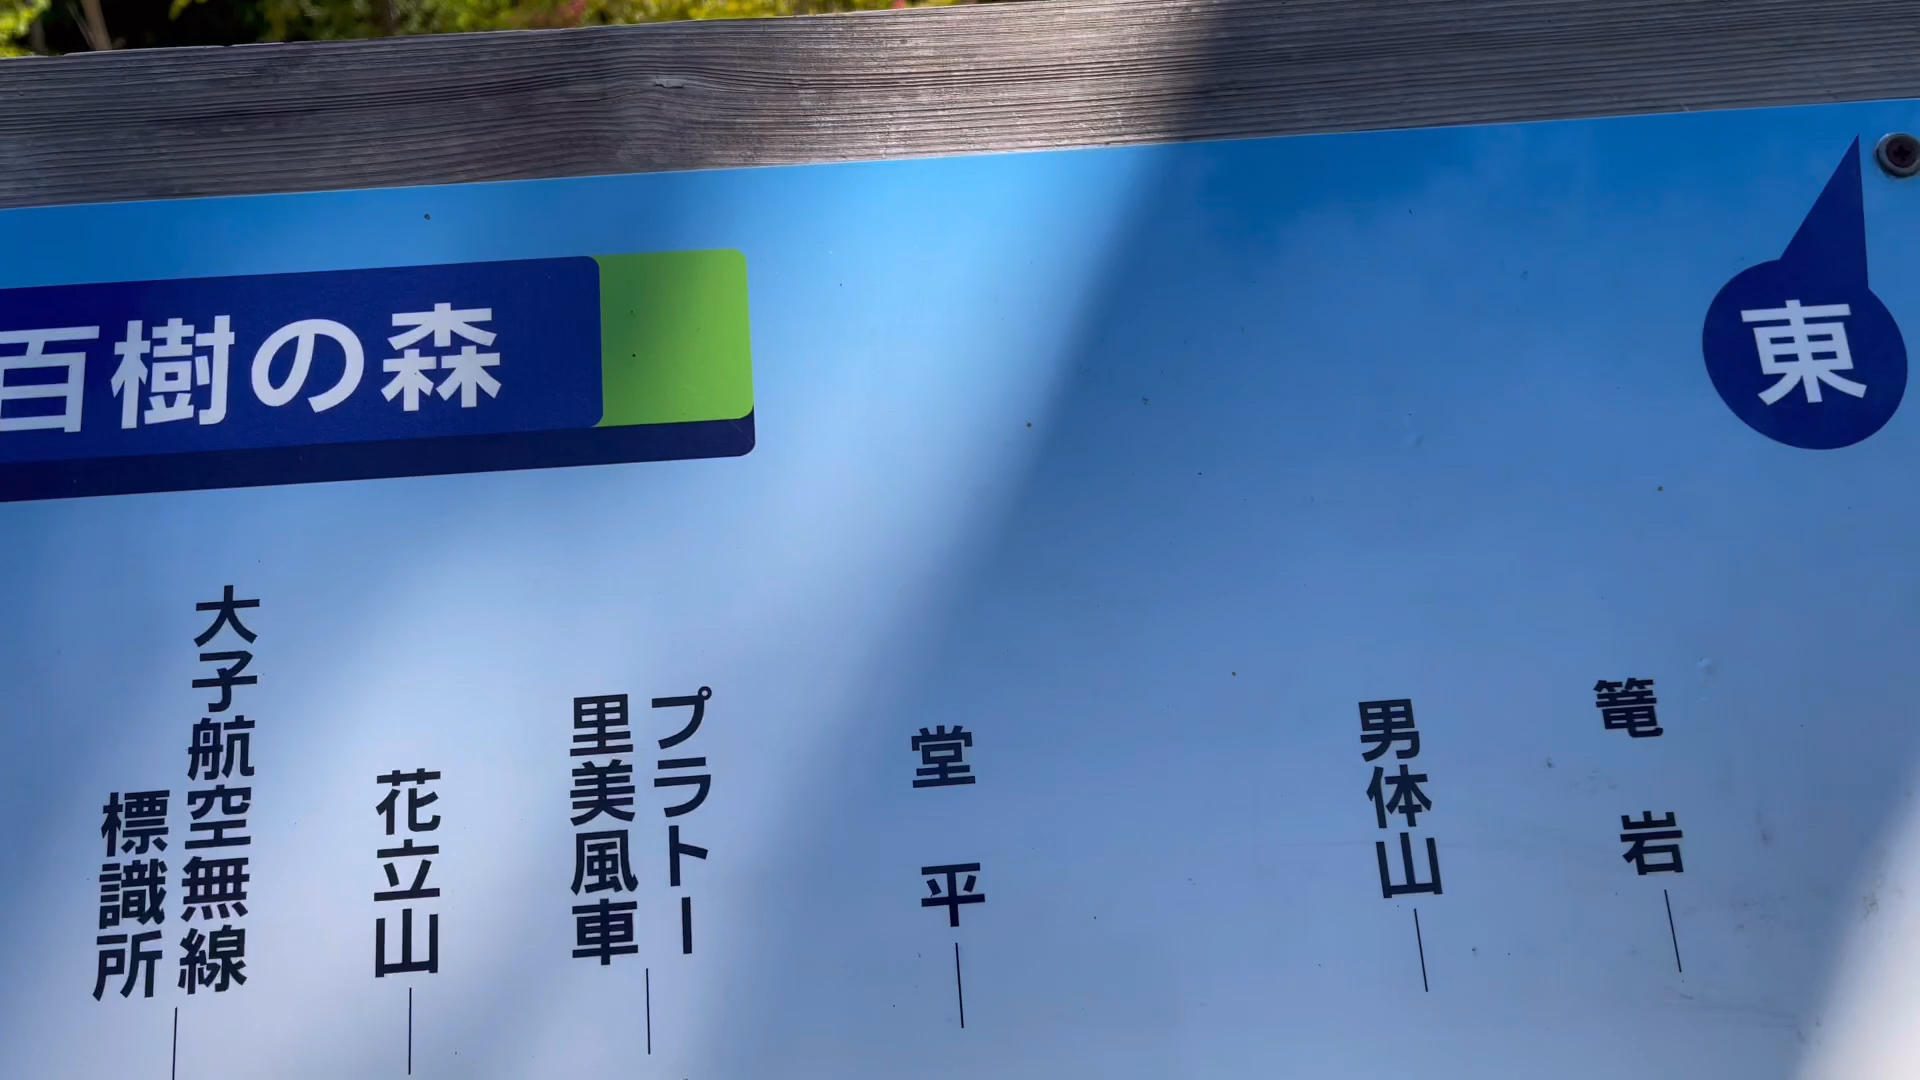 百樹の森
東
大子航空無線
標識所
花立山
プラトー
里美風車
堂平
男体山
篭岩